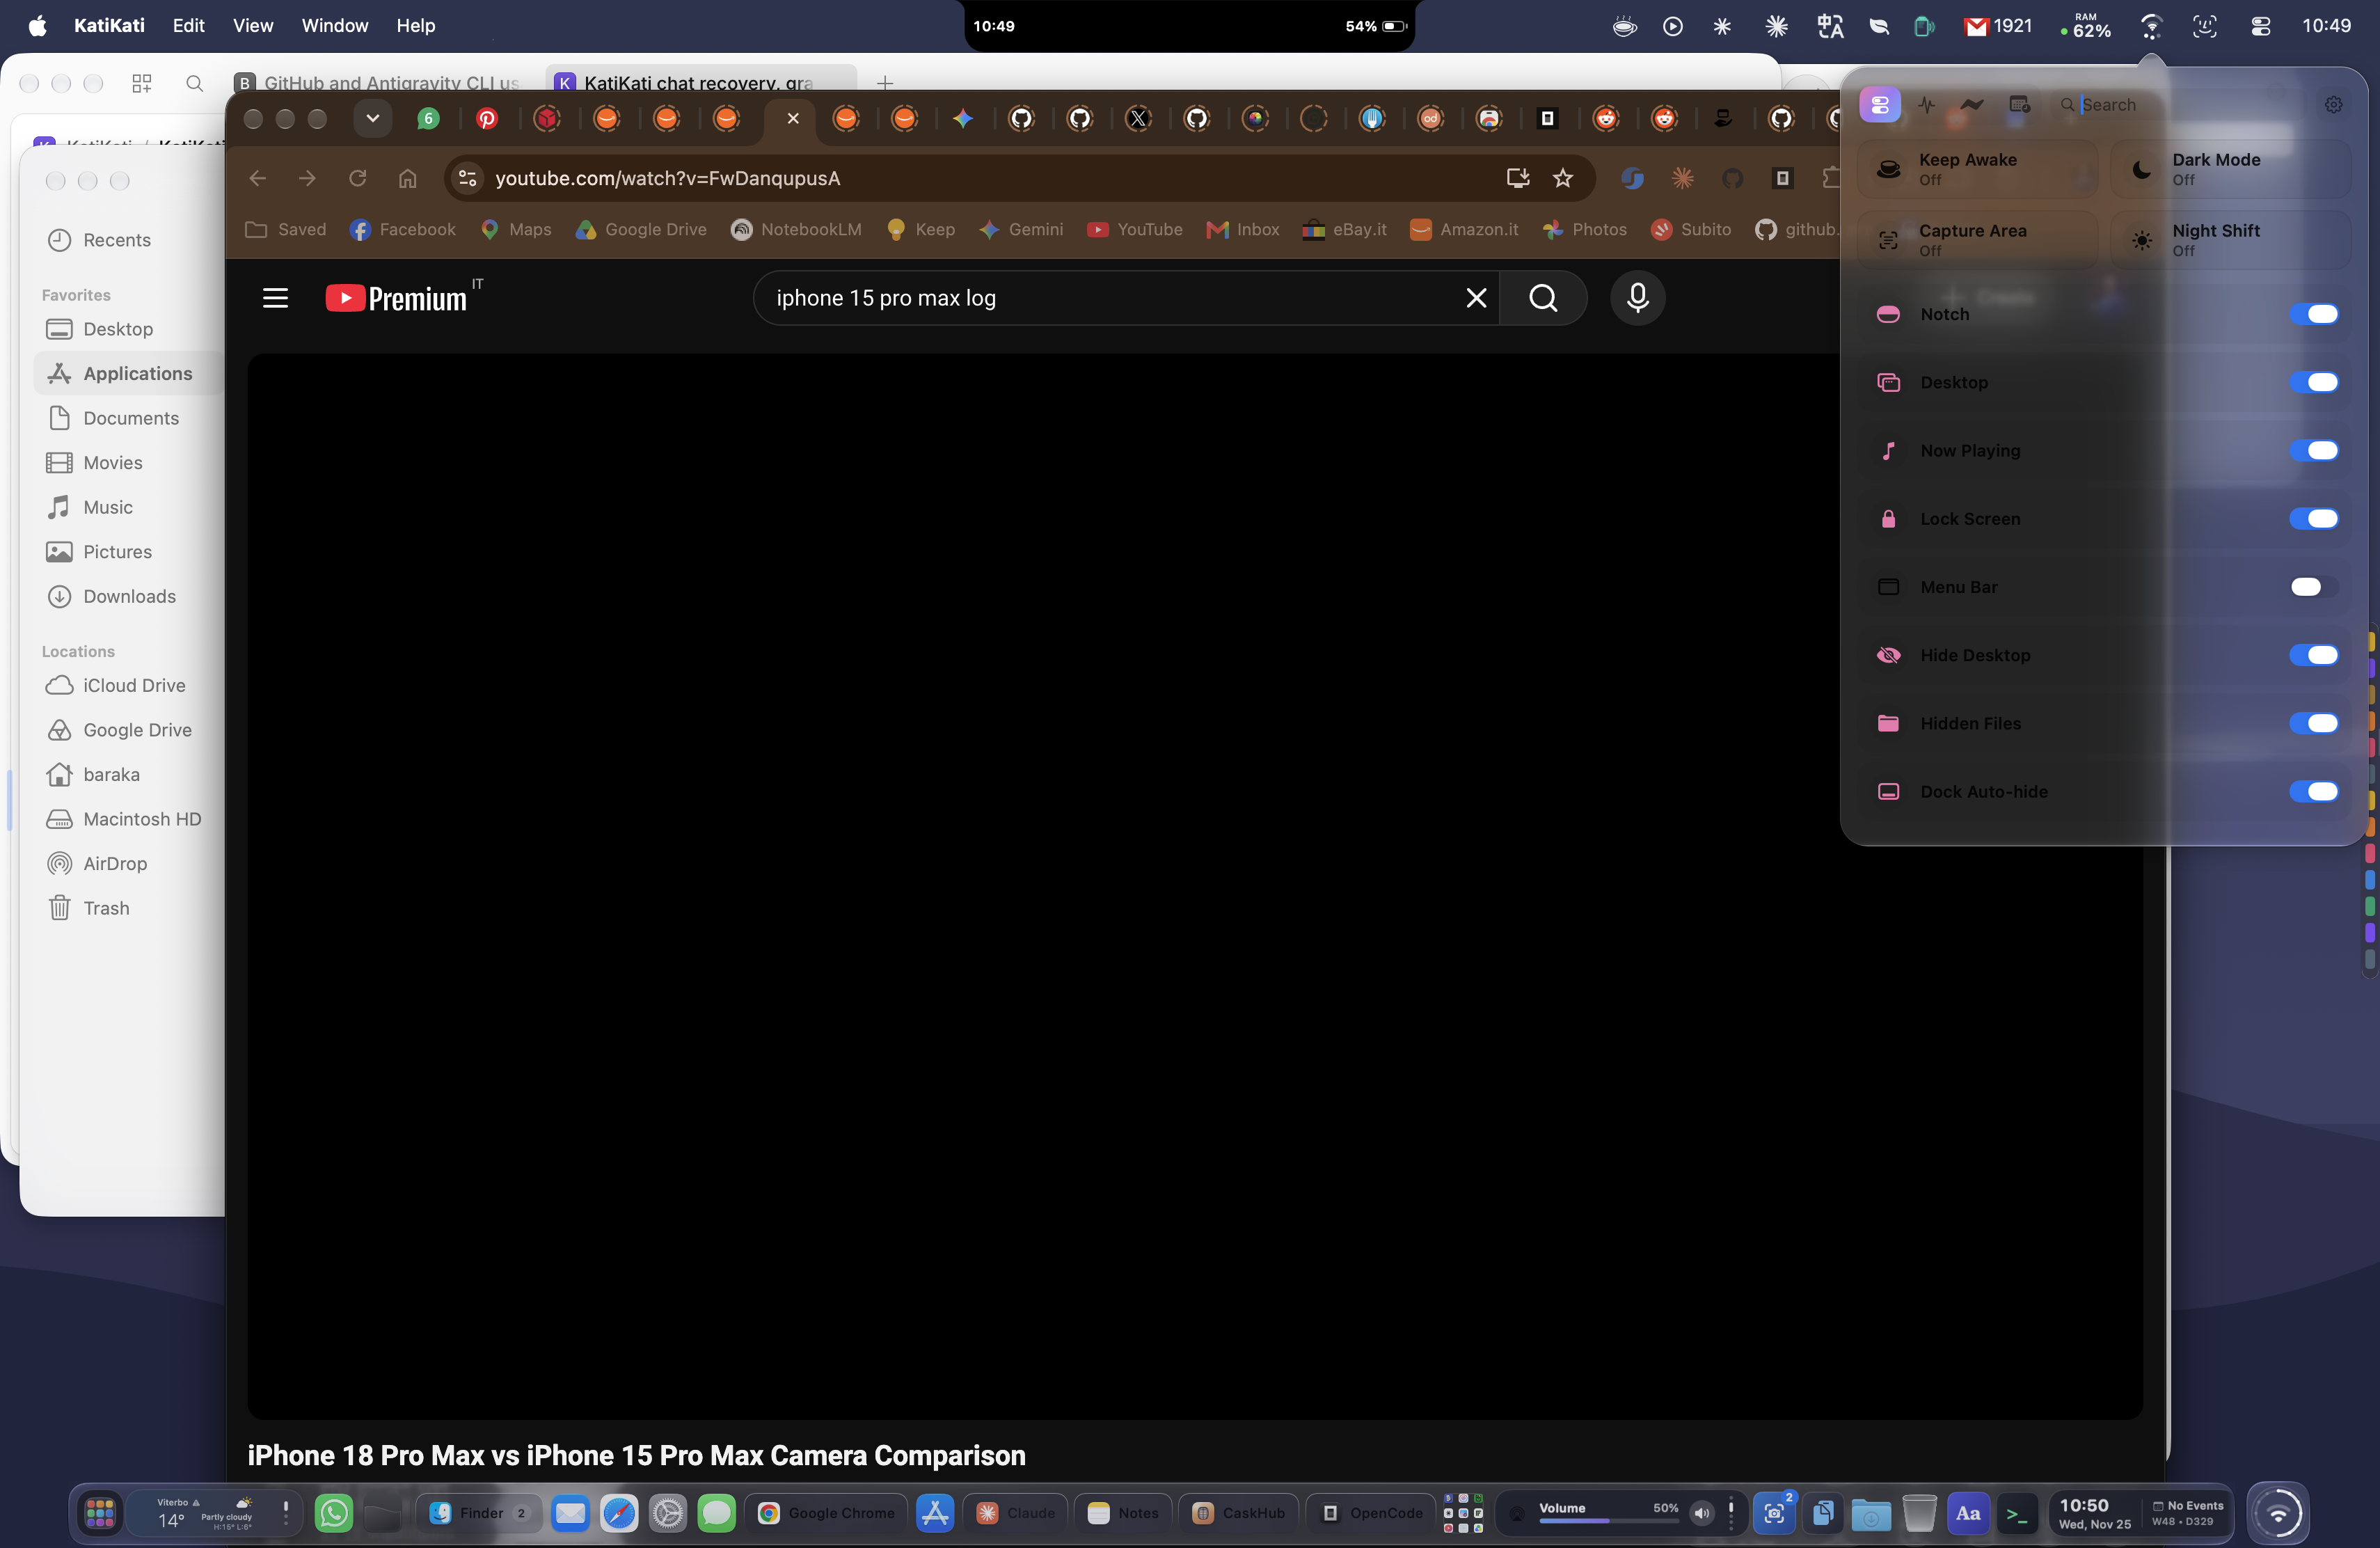 KatiKati Edit View Window Help
10:49 54%
1921 RAM 62% 10:49
B GitHub and Antigravity CLI us
K KatiKati chat recovery, gra
6
youtube.com/watch?v=FwDanqupusA
Saved Facebook Maps Google Drive NotebookLM Keep Gemini YouTube Inbox eBay.it Amazon.it Photos Subito github.
Premium IT
iphone 15 pro max log
Recents
Favorites
Desktop
Applications
Documents
Movies
Music
Pictures
Downloads
Locations
iCloud Drive
Google Drive
baraka
Macintosh HD
AirDrop
Trash
Search
Keep Awake
Off
Dark Mode
Off
Capture Area
Off
Night Shift
Off
Create
Notch
Desktop
Now Playing
Lock Screen
Menu Bar
Hide Desktop
Hidden Files
Dock Auto-hide
iPhone 18 Pro Max vs iPhone 15 Pro Max Camera Comparison
Viterbo
14°
Partly cloudy
H:15° L:6°
Finder 2
Google Chrome
Claude
Notes
CaskHub
OpenCode
Volume 50%
2
Aa
>_
10:50
Wed, Nov 25
No Events
W48 • D329